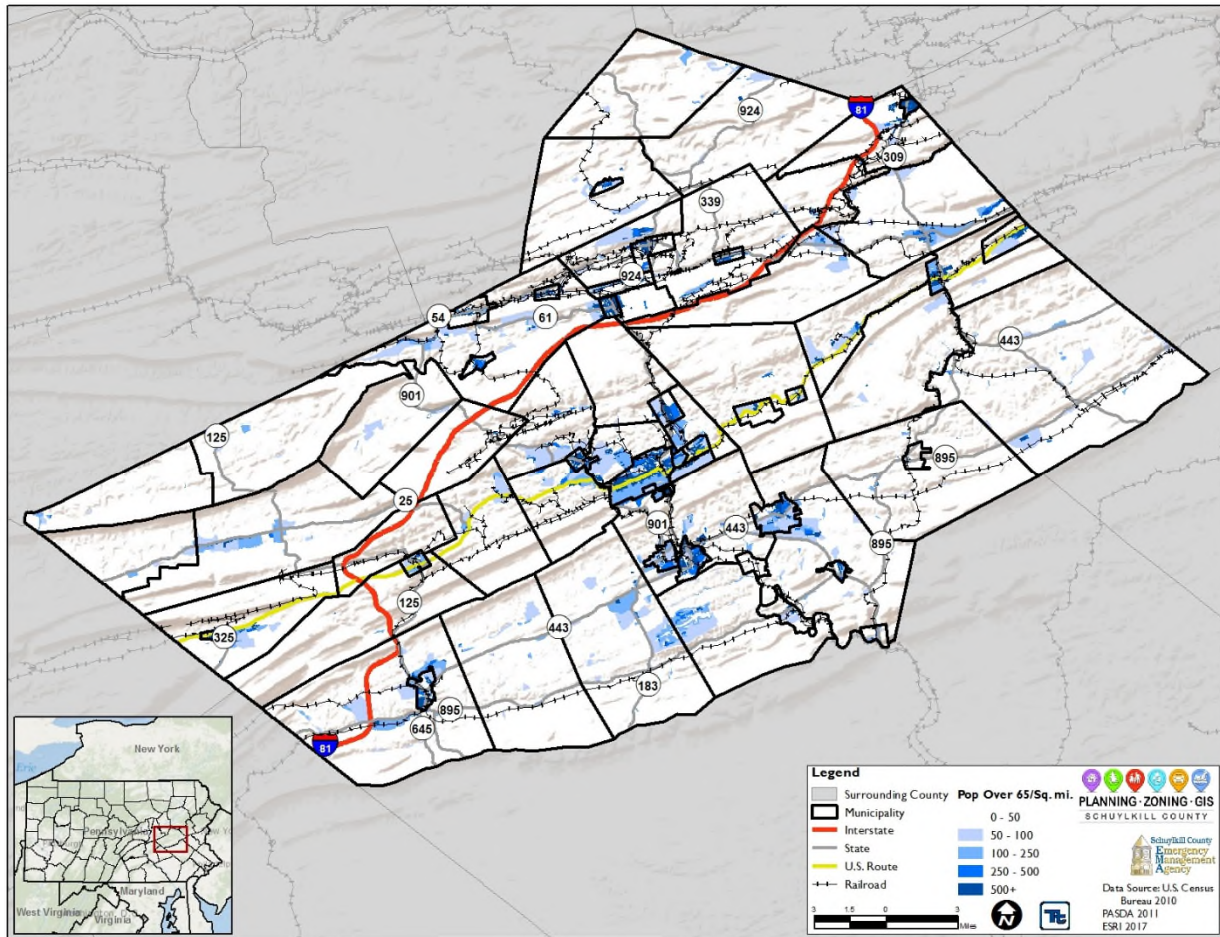 81
924
309
339
924
54
61
443
901
125
895
25
901
443
895
125
325
443
183
895
645
81
New York
Erie
Pennsylvania
Maryland
West Virginia
Virginia
Legend
Surrounding County
Municipality
Interstate
State
U.S. Route
Railroad
Pop Over 65/Sq. mi.
0 - 50
50 - 100
100 - 250
250 - 500
500+
3 1.5 0 3
Miles
N
PLANNING · ZONING · GIS
SCHUYLKILL COUNTY
Schuylkill County
Emergency
Management
Agency
Data Source: U.S. Census
Bureau 2010
PASDA 2011
ESRI 2017